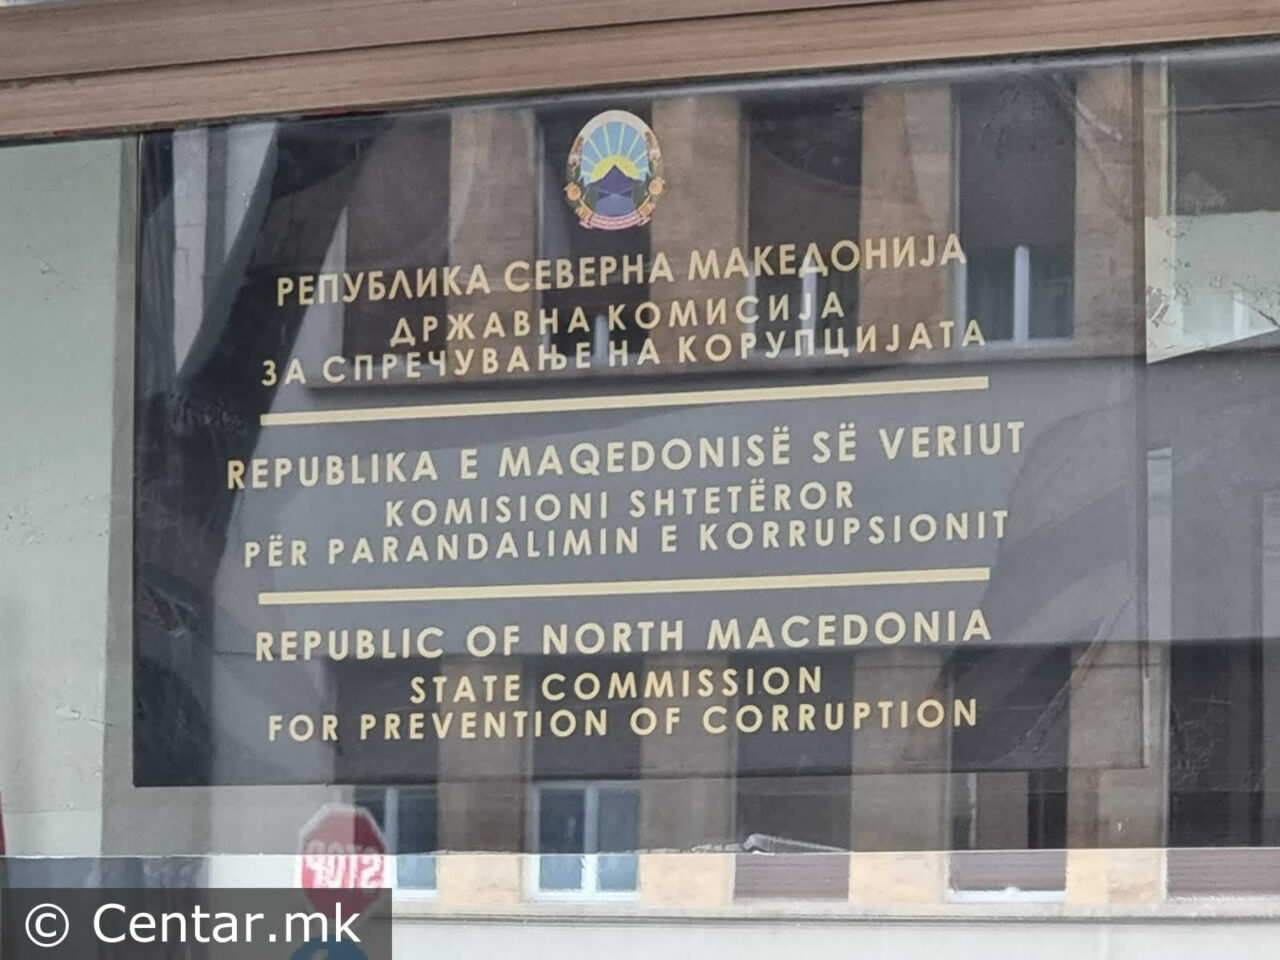 РЕПУБЛИКА СЕВЕРНА МАКЕДОНИЈА
ДРЖАВНА КОМИСИЈА
ЗА СПРЕЧУВАЊЕ НА КОРУПЦИЈАТА
REPUBLIKA E MAQEDONISË SË VERIUT
KOMISIONI SHTETËROR
PËR PARANDALIMIN E KORRUPSIONIT
REPUBLIC OF NORTH MACEDONIA
STATE COMMISSION
FOR PREVENTION OF CORRUPTION
STOP
© Centar.mk